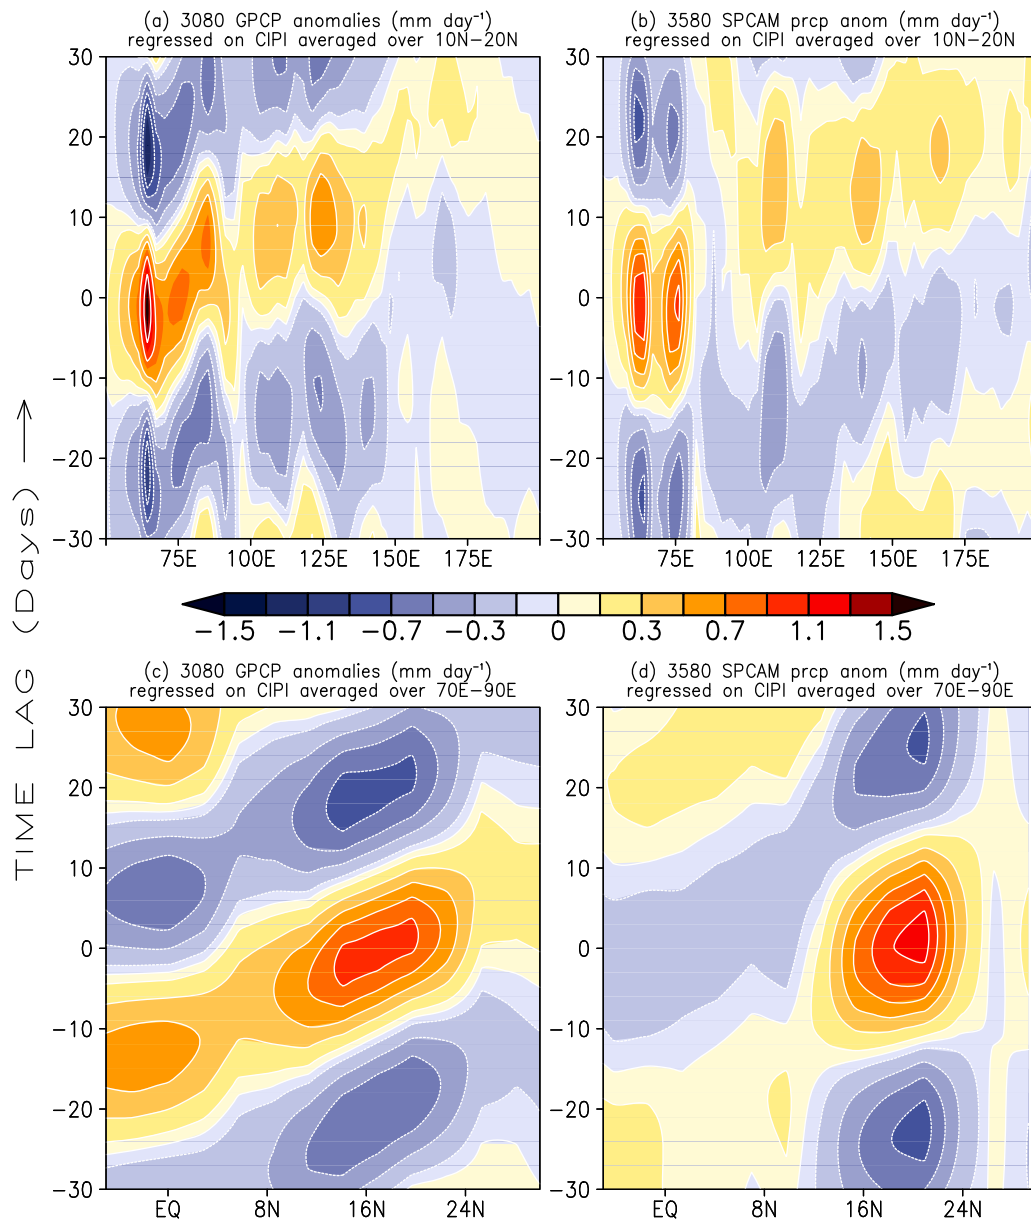 (a) 3080 GPCP anomalies (mm day⁻¹)
regressed on CIPI averaged over 10N−20N
(b) 3580 SPCAM prcp anom (mm day⁻¹)
regressed on CIPI averaged over 10N−20N
30
20
10
0
−10
−20
−30
75E 100E 125E 150E 175E
30
20
10
0
−10
−20
−30
75E 100E 125E 150E 175E
−1.5 −1.1 −0.7 −0.3 0 0.3 0.7 1.1 1.5
TIME LAG (Days) ⟶
(c) 3080 GPCP anomalies (mm day⁻¹)
regressed on CIPI averaged over 70E−90E
(d) 3580 SPCAM prcp anom (mm day⁻¹)
regressed on CIPI averaged over 70E−90E
30
20
10
0
−10
−20
−30
EQ 8N 16N 24N
30
20
10
0
−10
−20
−30
EQ 8N 16N 24N